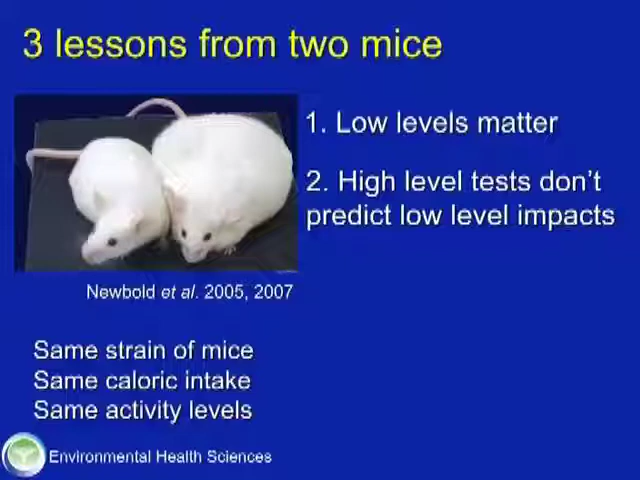 3 lessons from two mice
1. Low levels matter
2. High level tests don't
predict low level impacts
Newbold et al. 2005, 2007
Same strain of mice
Same caloric intake
Same activity levels
Environmental Health Sciences